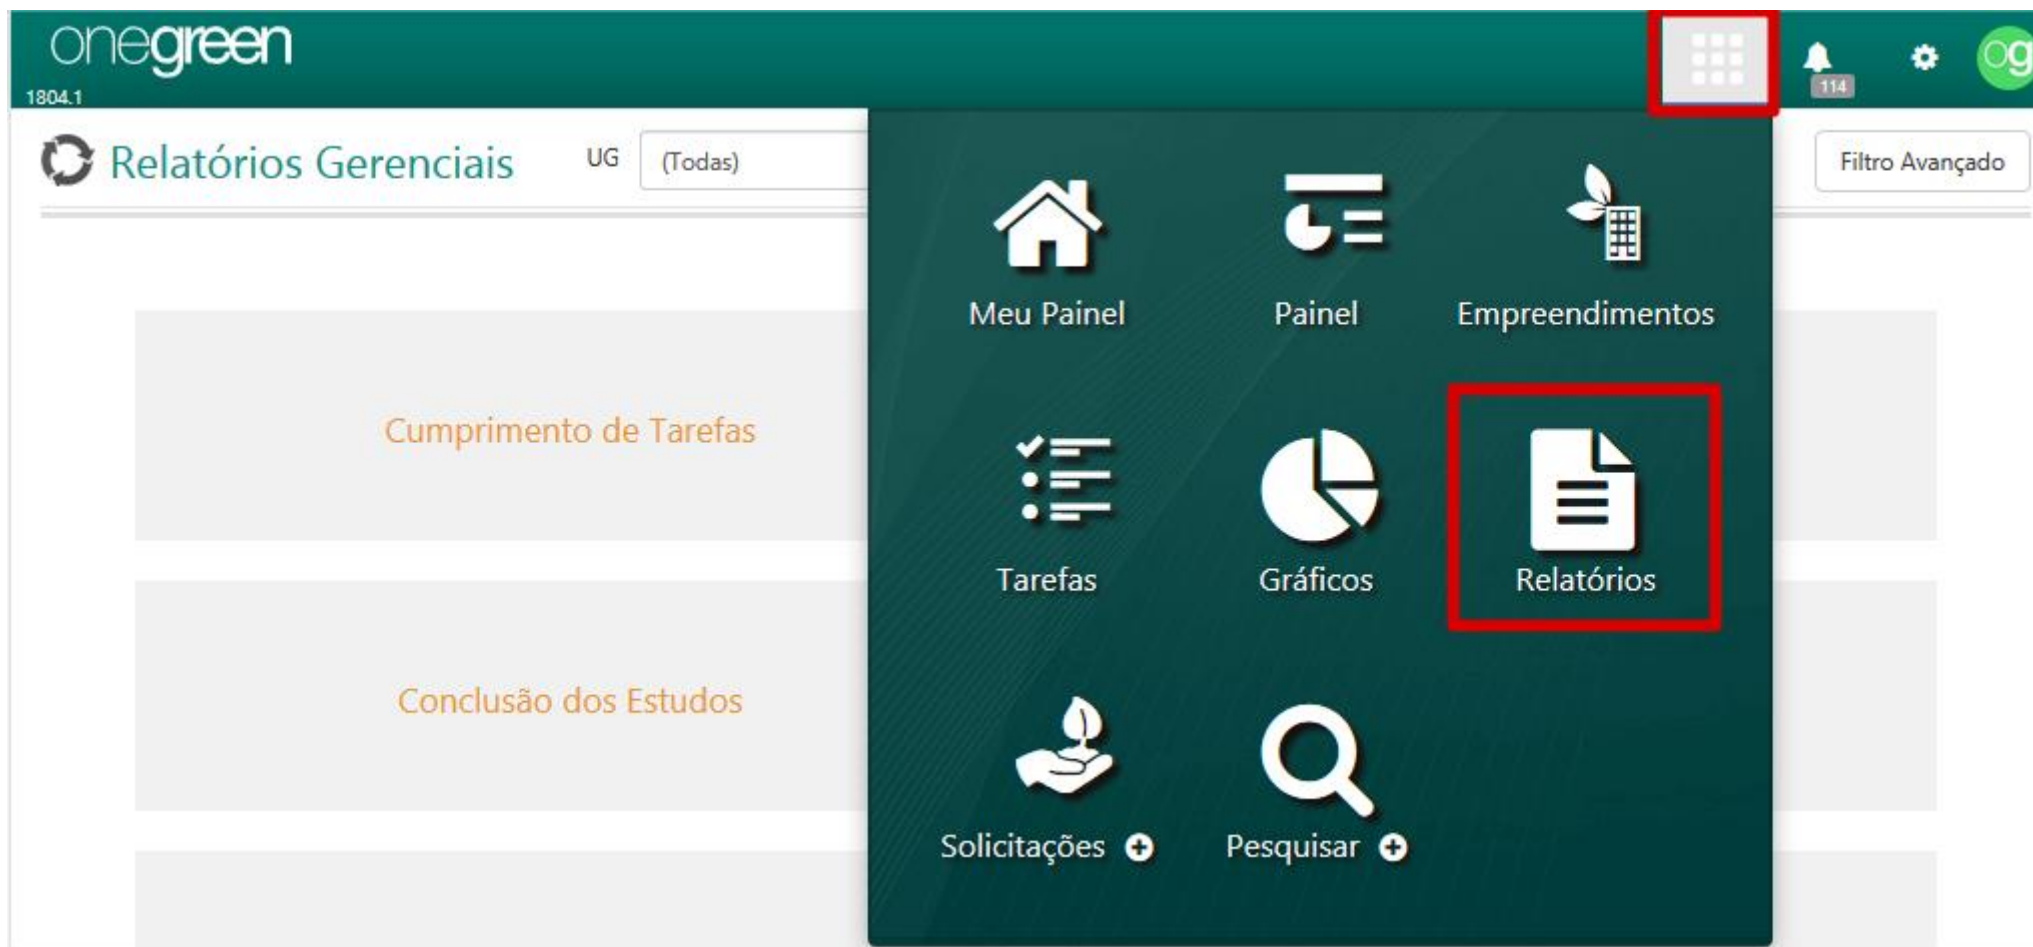 onegreen
1804.1
114
og
Relatórios Gerenciais
UG
(Todas)
Filtro Avançado
Meu Painel
Painel
Empreendimentos
Cumprimento de Tarefas
Tarefas
Gráficos
Relatórios
Conclusão dos Estudos
Solicitações
Pesquisar